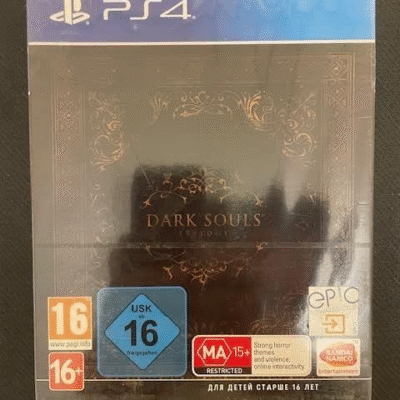 PS4
DARK SOULS
TRILOGY
16
www.pegi.info
USK
ab
16
freigegeben
16+
MA 15+
RESTRICTED
Strong horror
themes
and violence,
online interactivity
epic
BANDAI
NAMCO
Entertainment
ДЛЯ ДЕТЕЙ СТАРШЕ 16 ЛЕТ